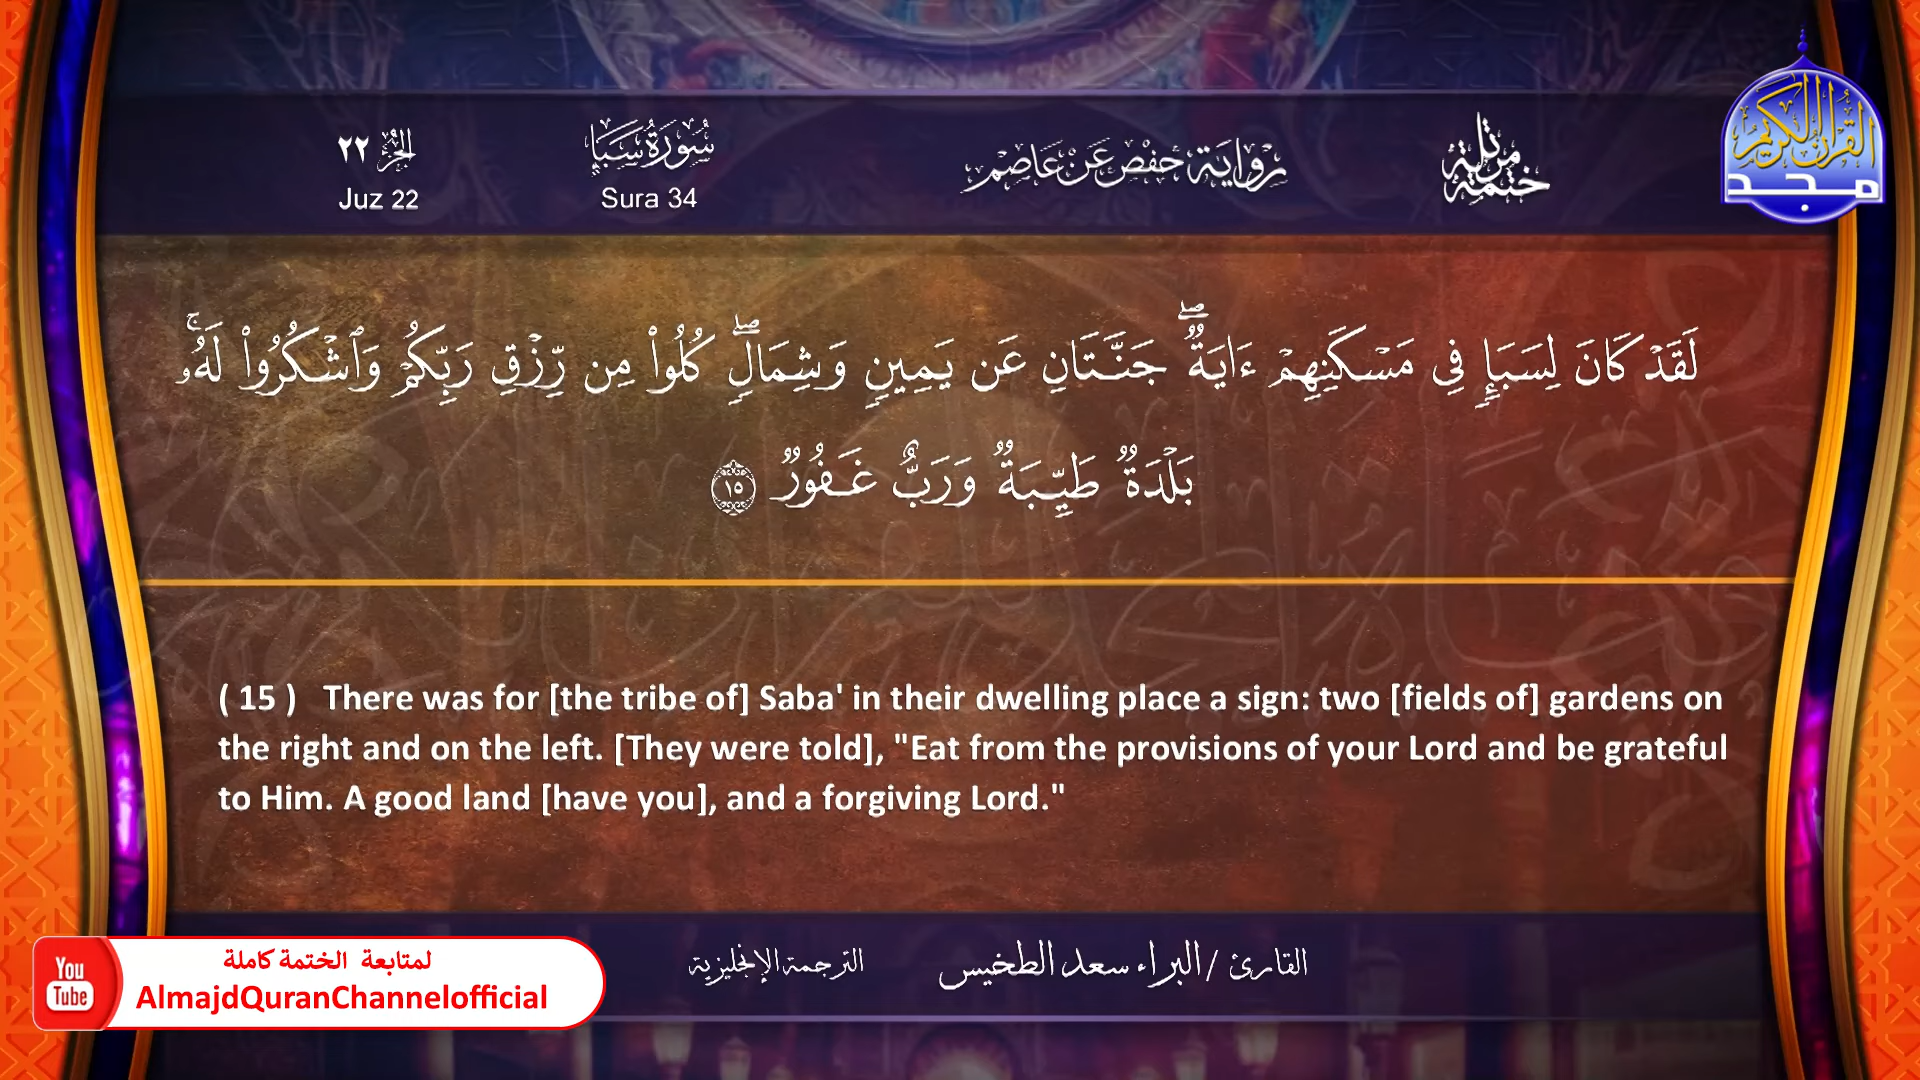 الجزء ٢٢
Juz 22
سُورَةُ سَبَإٍ
Sura 34
رواية حفص عن عاصم
ختمة مرتلة
القرآن الكريم
مجد
لَقَدْ كَانَ لِسَبَإٍ فِى مَسْكَنِهِمْ ءَايَةٌۖ جَنَّتَانِ عَن يَمِينٍ وَشِمَالٍۖ كُلُوا۟ مِن رِّزْقِ رَبِّكُمْ وَٱشْكُرُوا۟ لَهُۥۚ
بَلْدَةٌ طَيِّبَةٌ وَرَبٌّ غَفُورٌ ١٥
( 15 ) There was for [the tribe of] Saba' in their dwelling place a sign: two [fields of] gardens on
the right and on the left. [They were told], "Eat from the provisions of your Lord and be grateful
to Him. A good land [have you], and a forgiving Lord."
القارئ / البراء سعد الطخيس
الترجمة الإنجليزية
You
Tube
لمتابعة الختمة كاملة
AlmajdQuranChannelofficial